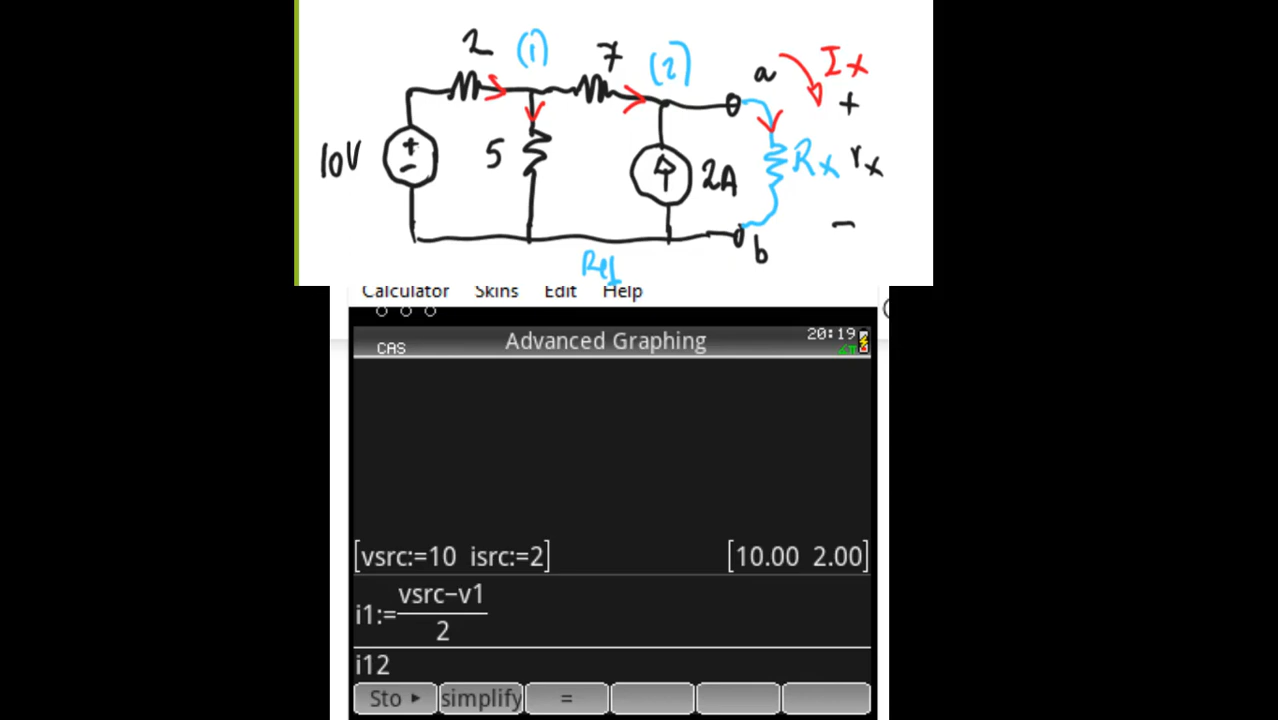 2 (1) 7 (2) a Ix
+
10V + - 5 2A Rx vx
-
b
Ref
Calculator Skins Edit Help
CAS Advanced Graphing 20:19
[vsrc:=10 isrc:=2] [10.00 2.00]
i1:=vsrc-v1
2
i12
Sto ▸ simplify =